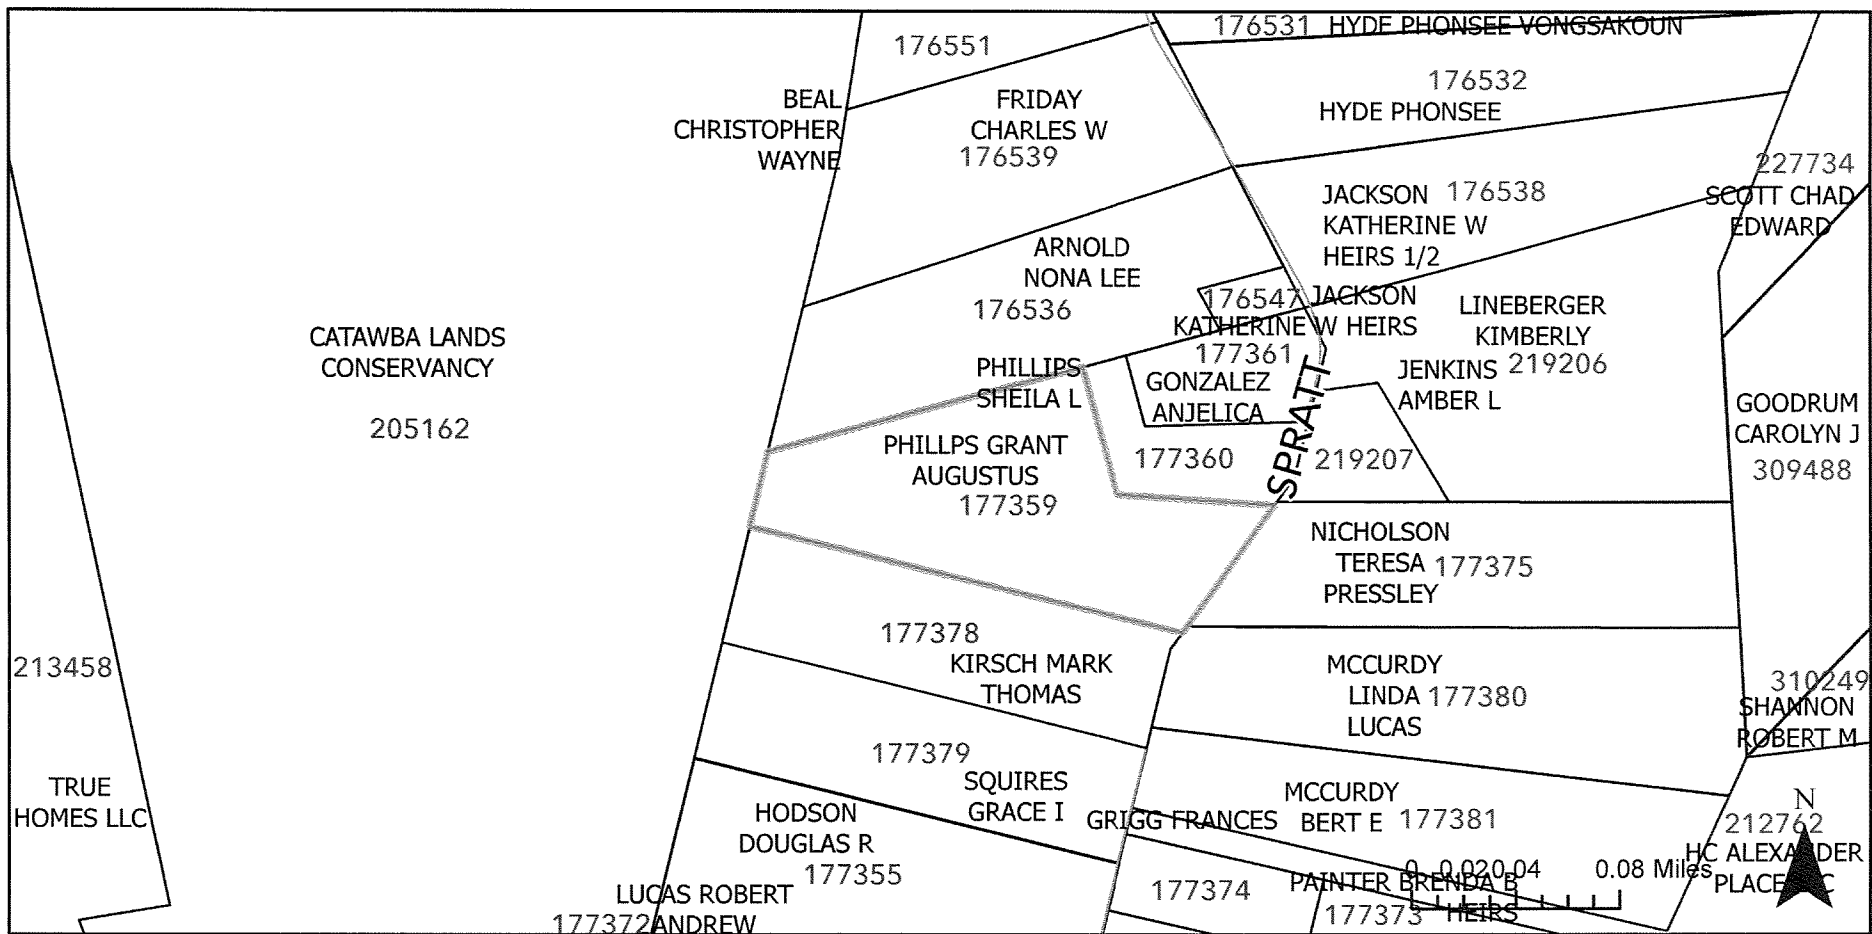 176551
176531 HYDE PHONSEE VONGSAKOUN
176532
HYDE PHONSEE
BEAL
CHRISTOPHER
WAYNE
FRIDAY
CHARLES W
176539
227734
SCOTT CHAD
EDWARD
JACKSON 176538
KATHERINE W
HEIRS 1/2
ARNOLD
NONA LEE
176536
176547 JACKSON
KATHERINE W HEIRS
177361
LINEBERGER
KIMBERLY
219206
CATAWBA LANDS
CONSERVANCY
205162
PHILLIPS
SHEILA L
GONZALEZ
ANJELICA
JENKINS
AMBER L
SPRATT
GOODRUM
CAROLYN J
309488
PHILLPS GRANT
AUGUSTUS
177359
177360
219207
NICHOLSON
TERESA 177375
PRESSLEY
213458
177378
KIRSCH MARK
THOMAS
MCCURDY
LINDA 177380
LUCAS
310249
SHANNON
ROBERT M
177379
SQUIRES
GRACE I
TRUE
HOMES LLC
HODSON
DOUGLAS R
177355
GRIGG FRANCES
MCCURDY
BERT E 177381
N
212762
HC ALEXANDER
0 0.02 0.04 0.08 Miles
LUCAS ROBERT
177372 ANDREW
177374
PAINTER BRENDA B
177373 HEIRS